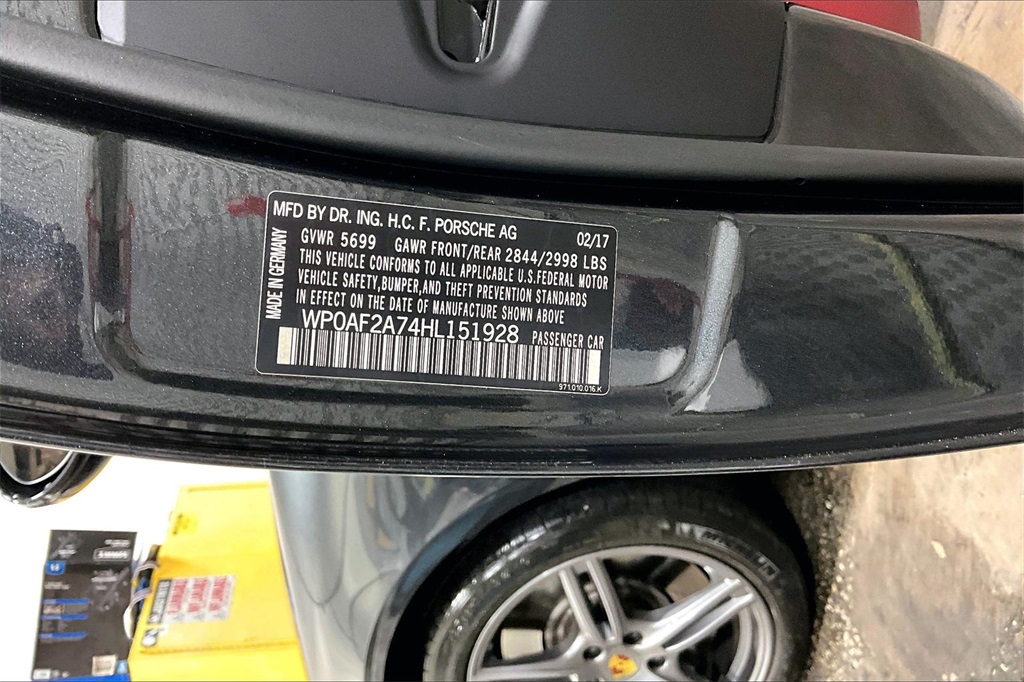 MFD BY DR. ING. H.C. F. PORSCHE AG 02/17
GVWR 5699 GAWR FRONT/REAR 2844/2998 LBS
THIS VEHICLE CONFORMS TO ALL APPLICABLE U.S.FEDERAL MOTOR
VEHICLE SAFETY,BUMPER,AND THEFT PREVENTION STANDARDS
IN EFFECT ON THE DATE OF MANUFACTURE SHOWN ABOVE
WP0AF2A74HL151928 PASSENGER CAR
971.010.016.K
MADE IN GERMANY